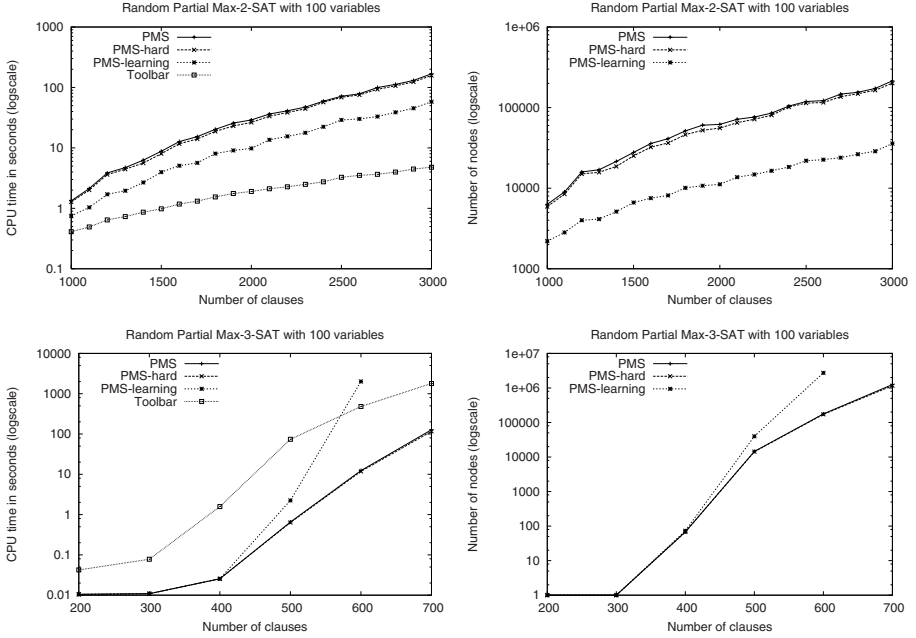 Random Partial Max-2-SAT with 100 variables
CPU time in seconds (logscale)
1000
100
10
1
0.1
PMS
PMS-hard
PMS-learning
Toolbar
1000
1500
2000
2500
3000
Number of clauses
Random Partial Max-2-SAT with 100 variables
Number of nodes (logscale)
1e+06
100000
10000
1000
PMS
PMS-hard
PMS-learning
1000
1500
2000
2500
3000
Number of clauses
Random Partial Max-3-SAT with 100 variables
CPU time in seconds (logscale)
10000
1000
100
10
1
0.1
0.01
PMS
PMS-hard
PMS-learning
Toolbar
200
300
400
500
600
700
Number of clauses
Random Partial Max-3-SAT with 100 variables
Number of nodes (logscale)
1e+07
1e+06
100000
10000
1000
100
10
1
PMS
PMS-hard
PMS-learning
200
300
400
500
600
700
Number of clauses